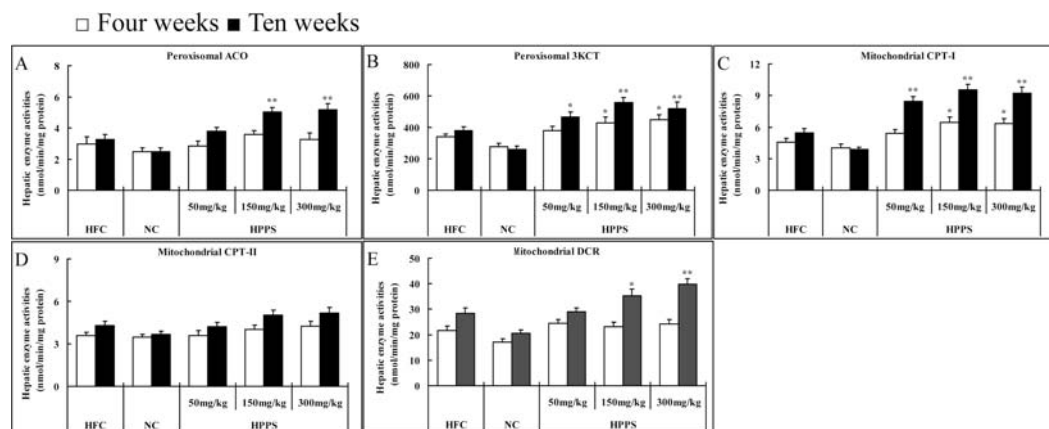 □ Four weeks ■ Ten weeks
A
Peroxisomal ACO
Hepatic enzyme activities
(nmol/min/mg protein)
8
6
4
2
0
**
**
50mg/kg 150mg/kg 300mg/kg
HFC NC HPPS
B
Peroxisomal 3KCT
Hepatic enzyme activities
(nmol/min/mg protein)
800
600
400
200
0
*
* **
* **
50mg/kg 150mg/kg 300mg/kg
HFC NC HPPS
C
Mitochondrial CPT-I
Hepatic enzyme activities
(nmol/min/mg protein)
12
9
6
3
0
**
* **
* **
50mg/kg 150mg/kg 300mg/kg
HFC NC HPPS
D
Mitochondrial CPT-II
Hepatic enzyme activities
(nmol/min/mg protein)
9
6
3
0
50mg/kg 150mg/kg 300mg/kg
HFC NC HPPS
E
Mitochondrial DCR
Hepatic enzyme activities
(nmol/min/mg protein)
50
40
30
20
10
0
*
**
50mg/kg 150mg/kg 300mg/kg
HFC NC HPPS